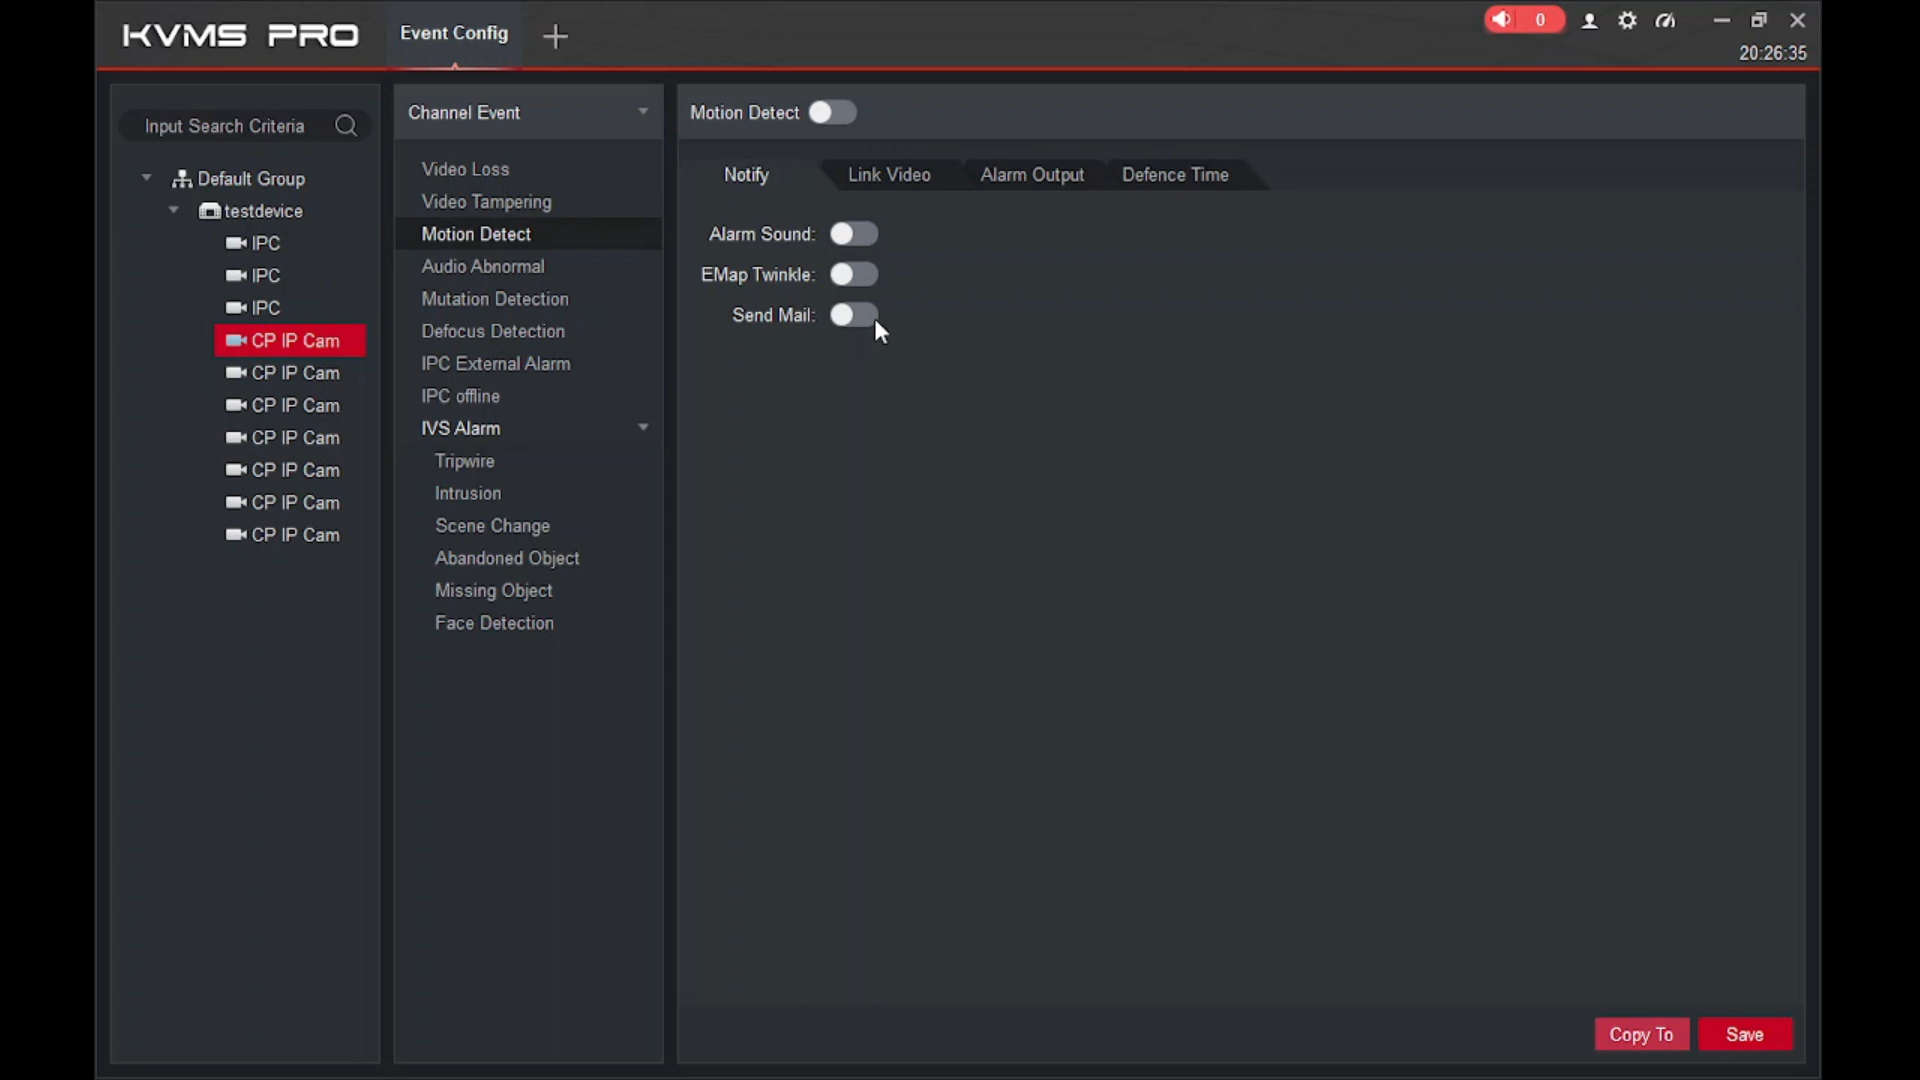 KVMS PRO
Event Config
0
20:26:35
Input Search Criteria
Default Group
testdevice
IPC
IPC
IPC
CP IP Cam
CP IP Cam
CP IP Cam
CP IP Cam
CP IP Cam
CP IP Cam
CP IP Cam
Channel Event
Video Loss
Video Tampering
Motion Detect
Audio Abnormal
Mutation Detection
Defocus Detection
IPC External Alarm
IPC offline
IVS Alarm
Tripwire
Intrusion
Scene Change
Abandoned Object
Missing Object
Face Detection
Motion Detect
Notify
Link Video
Alarm Output
Defence Time
Alarm Sound:
EMap Twinkle:
Send Mail:
Copy To
Save